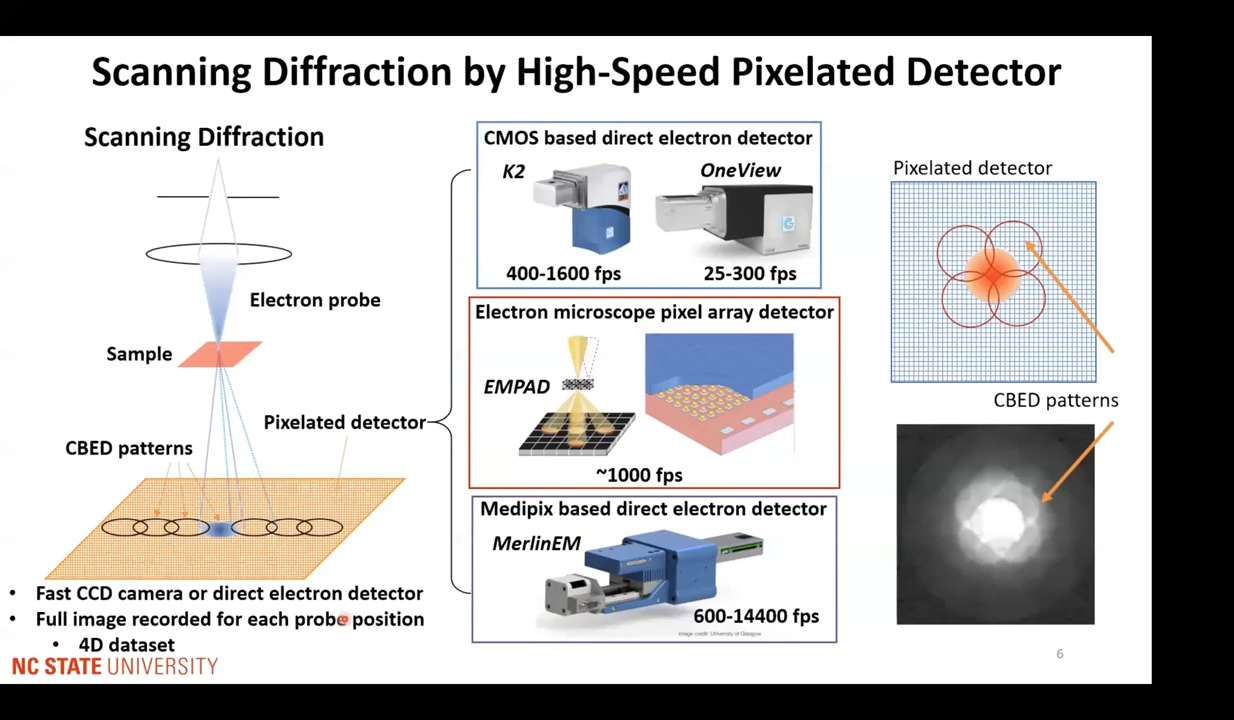 Scanning Diffraction by High-Speed Pixelated Detector
Scanning Diffraction
Electron probe
Sample
Pixelated detector
CBED patterns
• Fast CCD camera or direct electron detector
• Full image recorded for each probe position
• 4D dataset
NC STATE UNIVERSITY
CMOS based direct electron detector
K2
OneView
400-1600 fps
25-300 fps
Electron microscope pixel array detector
EMPAD
~1000 fps
Medipix based direct electron detector
MerlinEM
600-14400 fps
Image credit: University of Glasgow
Pixelated detector
CBED patterns
6